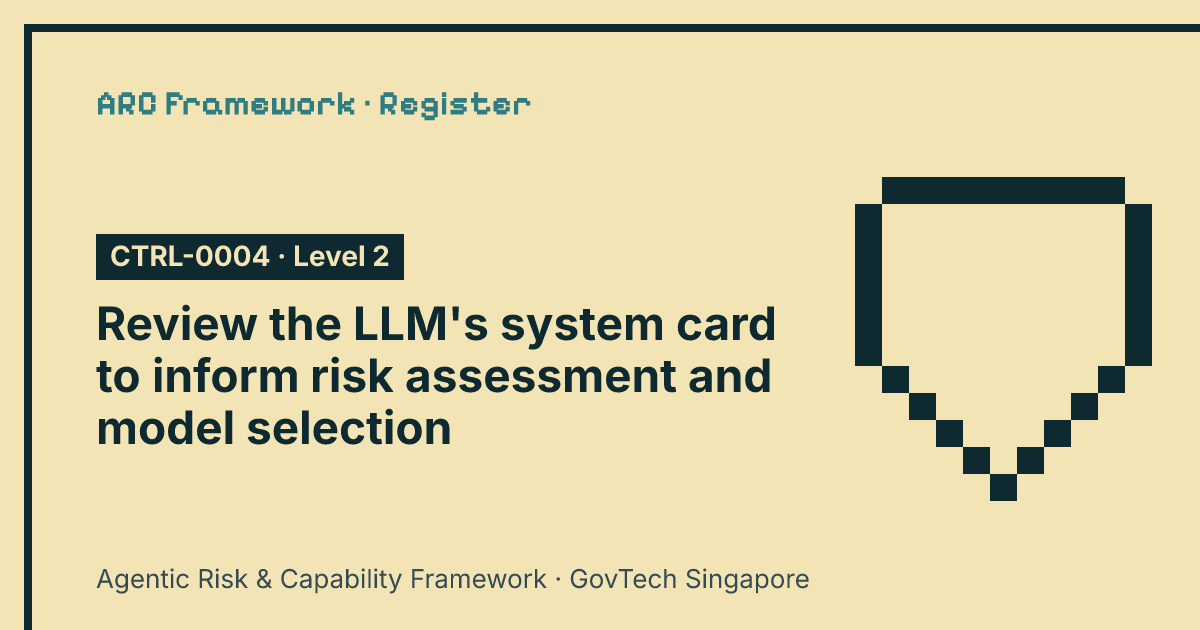 ARC Framework · Register
CTRL-0004 · Level 2
Review the LLM's system card
to inform risk assessment and
model selection
Agentic Risk & Capability Framework · GovTech Singapore